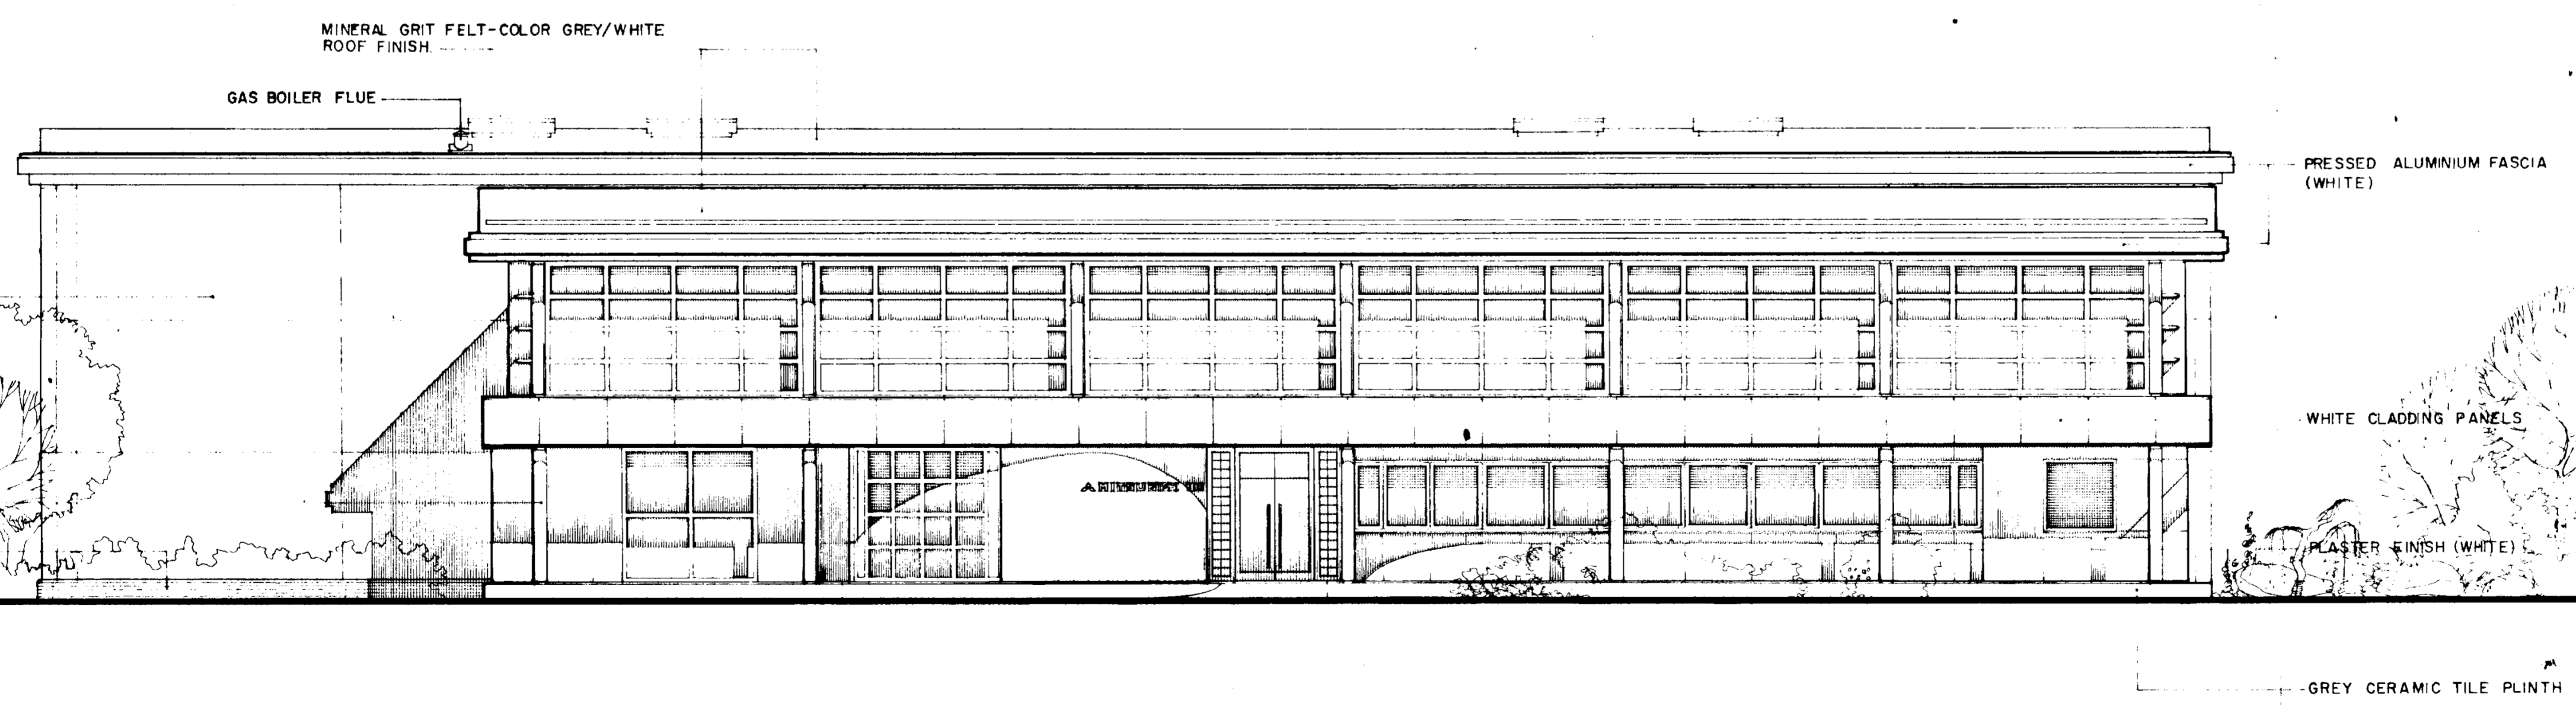 MINERAL GRIT FELT-COLOR GREY/WHITE
ROOF FINISH.
GAS BOILER FLUE
PRESSED ALUMINIUM FASCIA
(WHITE)
WHITE CLADDING PANELS
PLASTER FINISH (WHITE)
GREY CERAMIC TILE PLINTH